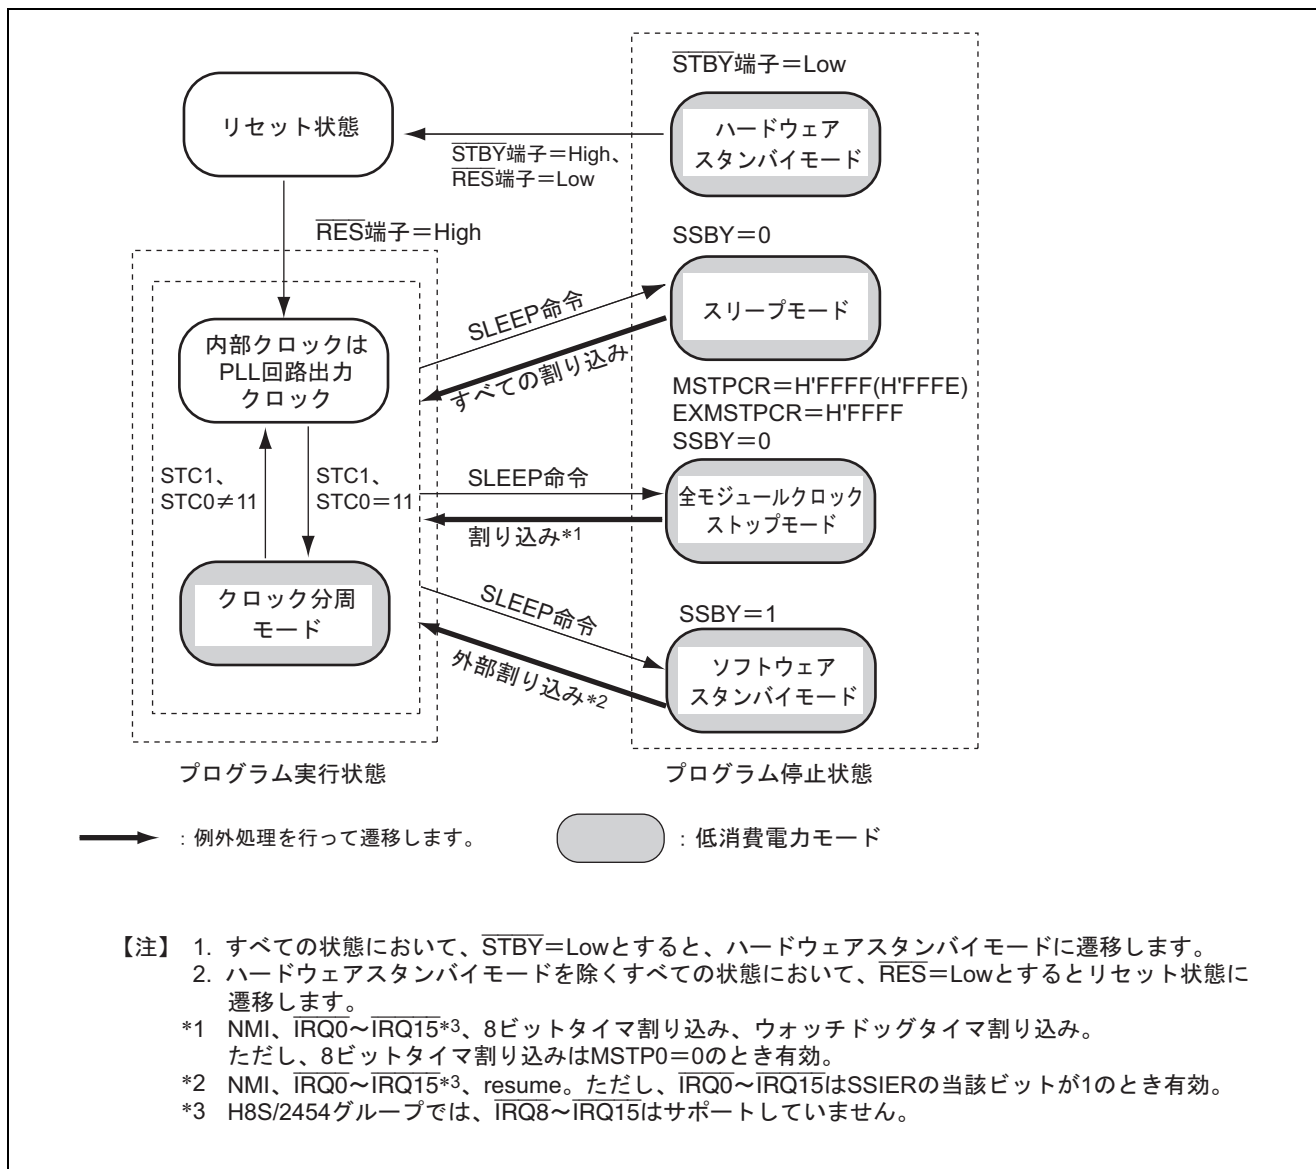 STBY端子=Low
リセット状態
ハードウェア
スタンバイモード
STBY端子=High、
RES端子=Low
RES端子=High
SSBY=0
SLEEP命令
スリープモード
すべての割り込み
内部クロックは
PLL回路出力
クロック
MSTPCR=H'FFFF(H'FFFE)
EXMSTPCR=H'FFFF
SSBY=0
STC1、
STC0≠11
STC1、
STC0=11
SLEEP命令
全モジュールクロック
ストップモード
割り込み*1
クロック分周
モード
SLEEP命令
SSBY=1
外部割り込み*2
ソフトウェア
スタンバイモード
プログラム実行状態
プログラム停止状態
:例外処理を行って遷移します。
:低消費電力モード
【注】 1. すべての状態において、STBY=Lowとすると、ハードウェアスタンバイモードに遷移します。
2. ハードウェアスタンバイモードを除くすべての状態において、RES=Lowとするとリセット状態に
遷移します。
*1 NMI、IRQ0~IRQ15*3、8ビットタイマ割り込み、ウォッチドッグタイマ割り込み。
ただし、8ビットタイマ割り込みはMSTP0=0のとき有効。
*2 NMI、IRQ0~IRQ15*3、resume。ただし、IRQ0~IRQ15はSSIERの当該ビットが1のとき有効。
*3 H8S/2454グループでは、IRQ8~IRQ15はサポートしていません。